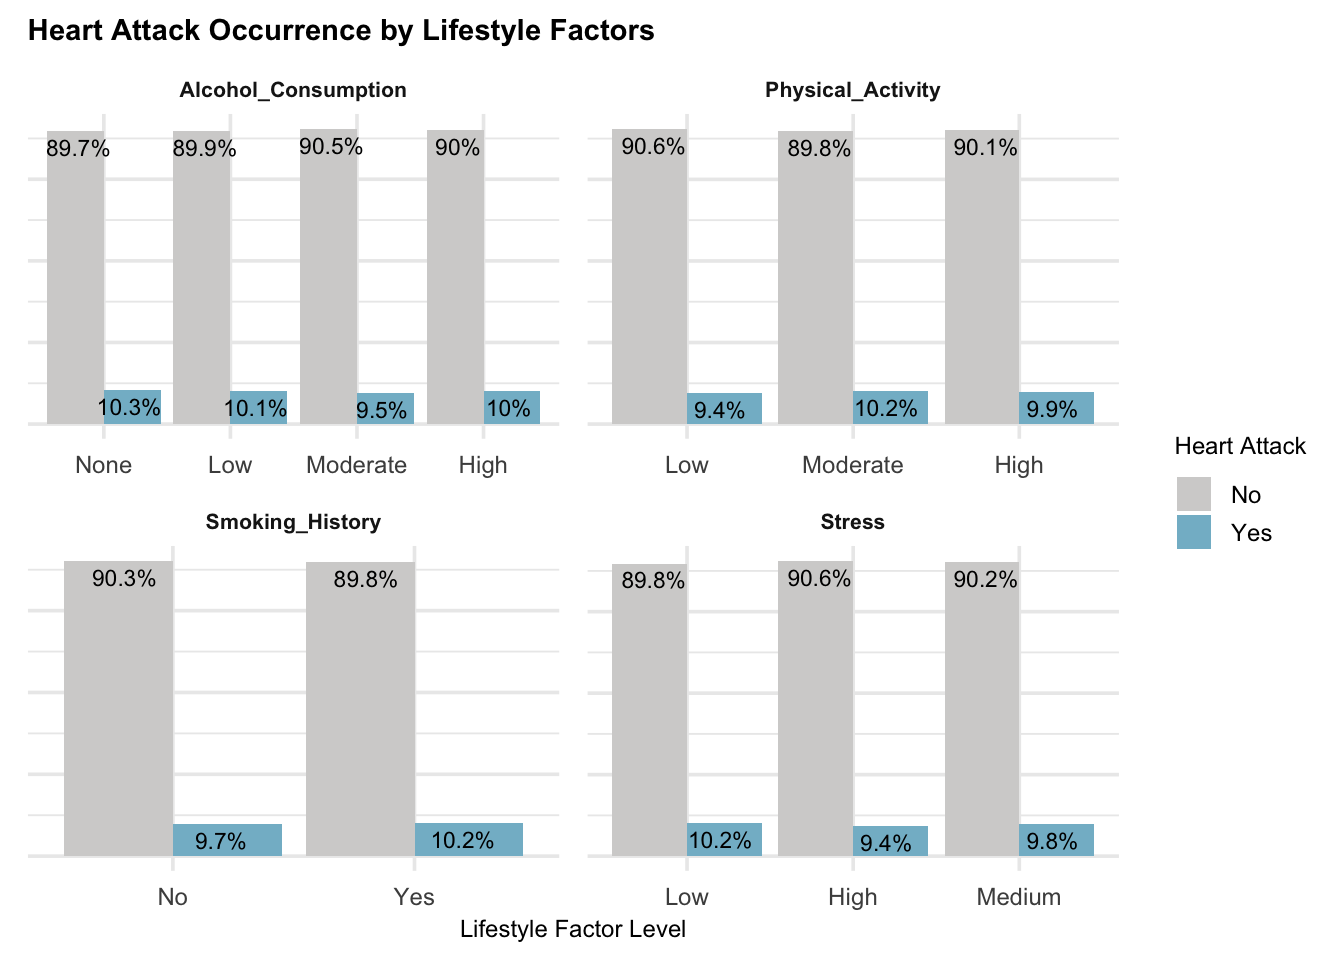 Heart Attack Occurrence by Lifestyle Factors
Alcohol_Consumption
89.7% 89.9% 90.5% 90%
10.3% 10.1% 9.5% 10%
None Low Moderate High
Physical_Activity
90.6% 89.8% 90.1%
9.4% 10.2% 9.9%
Low Moderate High
Smoking_History
90.3% 89.8%
9.7% 10.2%
No Yes
Stress
89.8% 90.6% 90.2%
10.2% 9.4% 9.8%
Low High Medium
Lifestyle Factor Level
Heart Attack
No
Yes